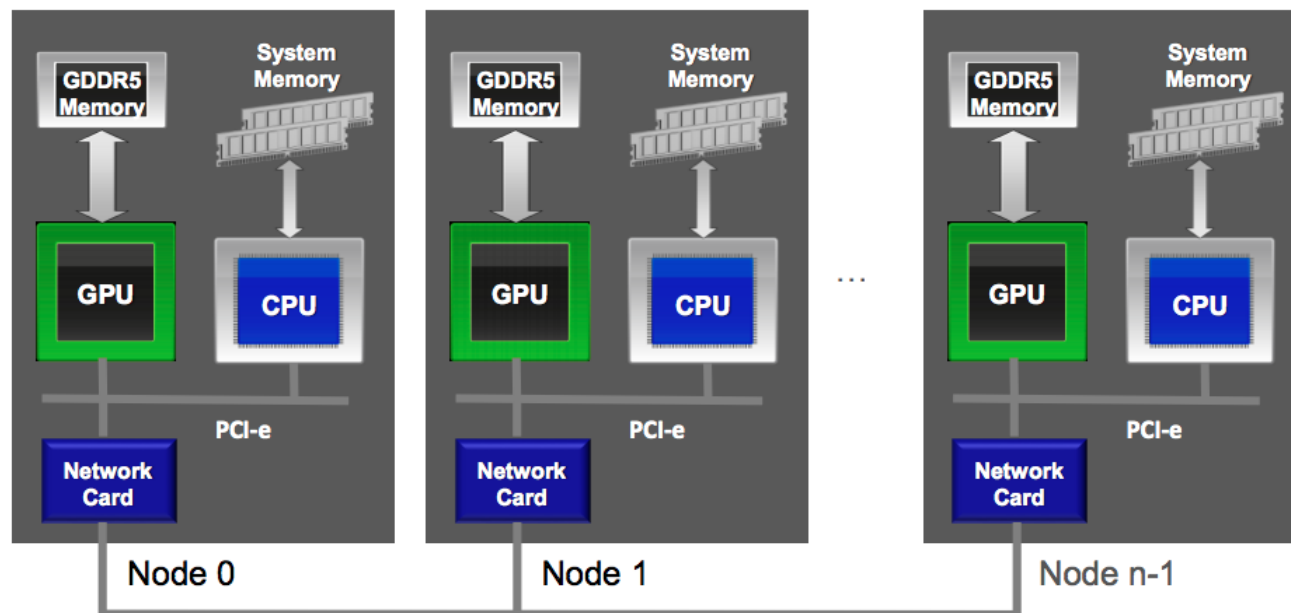 GDDR5
Memory
System
Memory
GPU
CPU
PCI-e
Network
Card
Node 0
GDDR5
Memory
System
Memory
GPU
CPU
PCI-e
Network
Card
Node 1
...
GDDR5
Memory
System
Memory
GPU
CPU
PCI-e
Network
Card
Node n-1